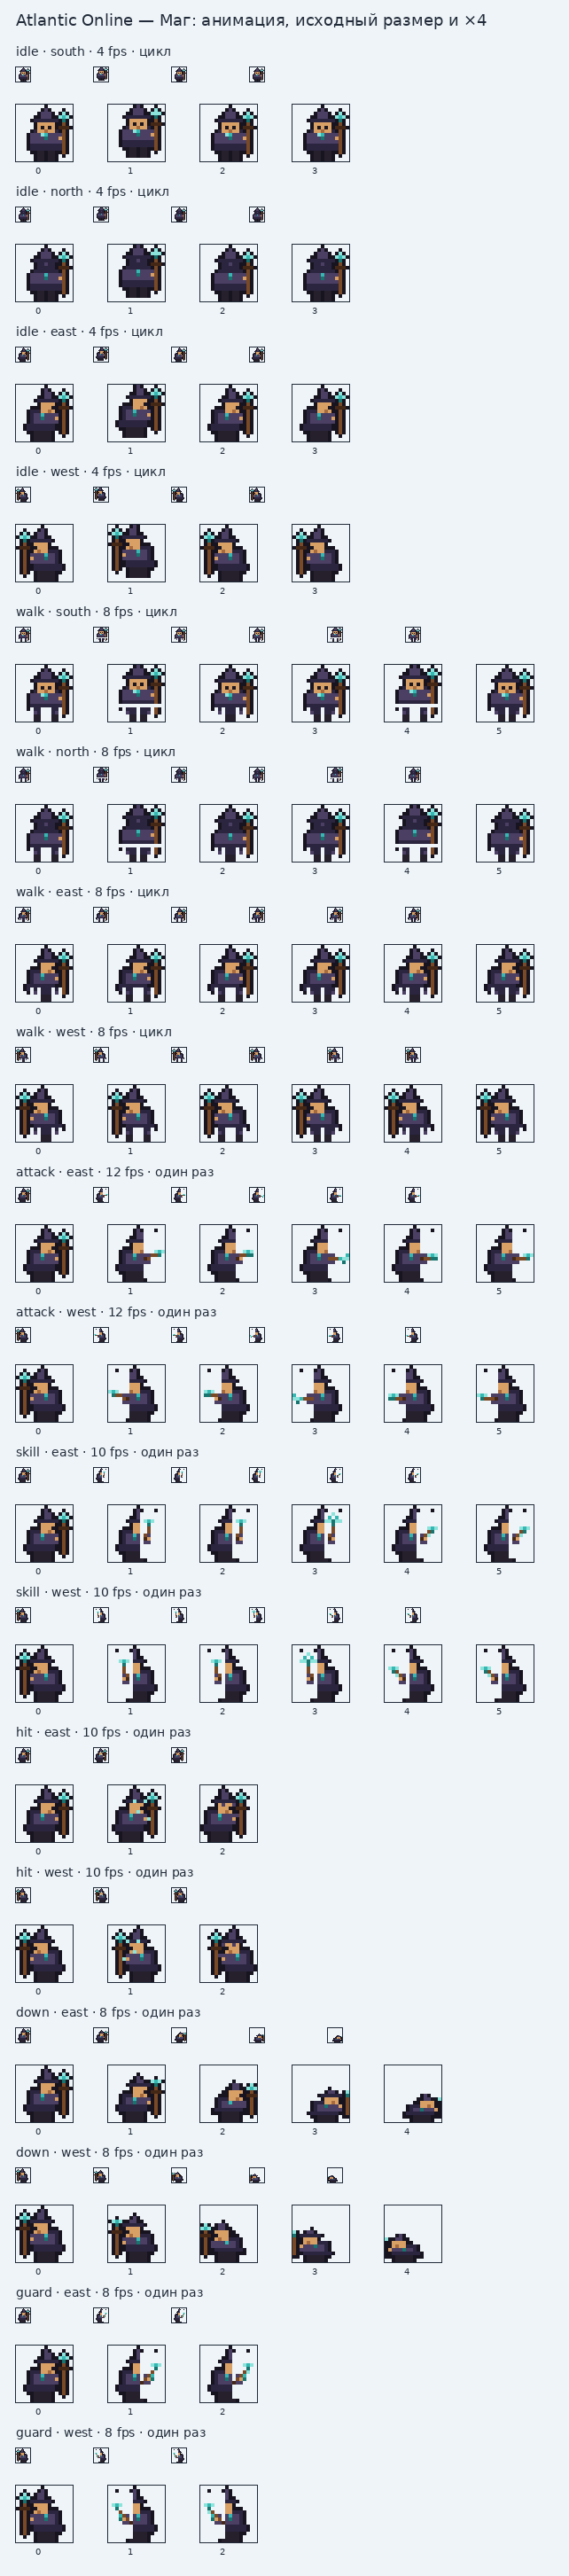 Atlantic Online — Маг: анимация, исходный размер и ×4
idle · south · 4 fps · цикл
0 1 2 3
idle · north · 4 fps · цикл
0 1 2 3
idle · east · 4 fps · цикл
0 1 2 3
idle · west · 4 fps · цикл
0 1 2 3
walk · south · 8 fps · цикл
0 1 2 3 4 5
walk · north · 8 fps · цикл
0 1 2 3 4 5
walk · east · 8 fps · цикл
0 1 2 3 4 5
walk · west · 8 fps · цикл
0 1 2 3 4 5
attack · east · 12 fps · один раз
0 1 2 3 4 5
attack · west · 12 fps · один раз
0 1 2 3 4 5
skill · east · 10 fps · один раз
0 1 2 3 4 5
skill · west · 10 fps · один раз
0 1 2 3 4 5
hit · east · 10 fps · один раз
0 1 2
hit · west · 10 fps · один раз
0 1 2
down · east · 8 fps · один раз
0 1 2 3 4
down · west · 8 fps · один раз
0 1 2 3 4
guard · east · 8 fps · один раз
0 1 2
guard · west · 8 fps · один раз
0 1 2